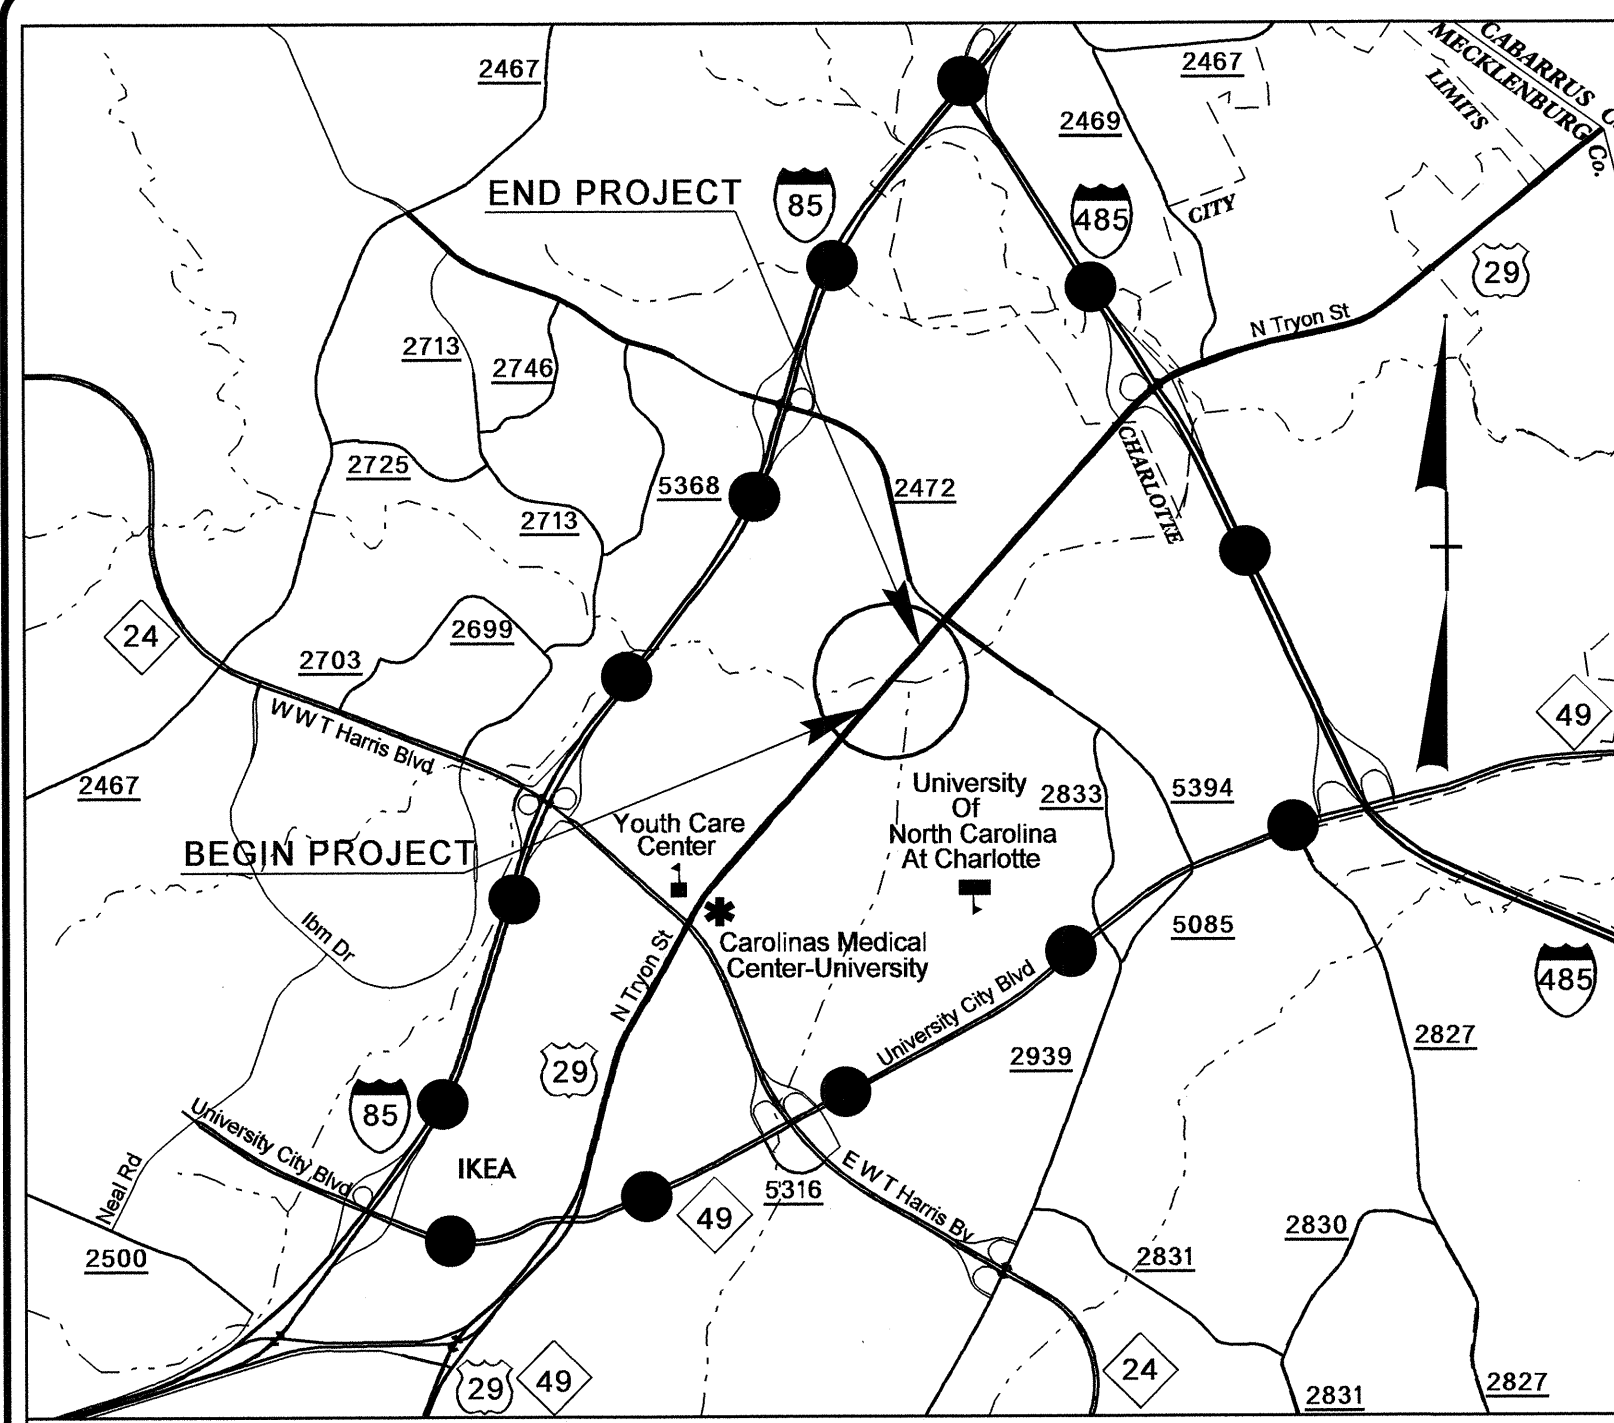 2467
2467
CABARRUS
MECKLENBURG
Co.
LIMITS
2469
END PROJECT
85
485
CITY
29
N Tryon St
2713
2746
CHARLOTTE
2725
5368
2472
2713
24
2699
2703
49
W W T Harris Blvd
2467
University
Of
North Carolina
At Charlotte
2833
5394
Youth Care
Center
BEGIN PROJECT
Ibm Dr
5085
Carolinas Medical
Center-University
N Tryon St
485
University City Blvd
2827
2939
29
85
University City Blvd
Neal Rd
IKEA
E W T Harris Bv
5316
49
2830
2831
2500
24
29
49
2831
2827